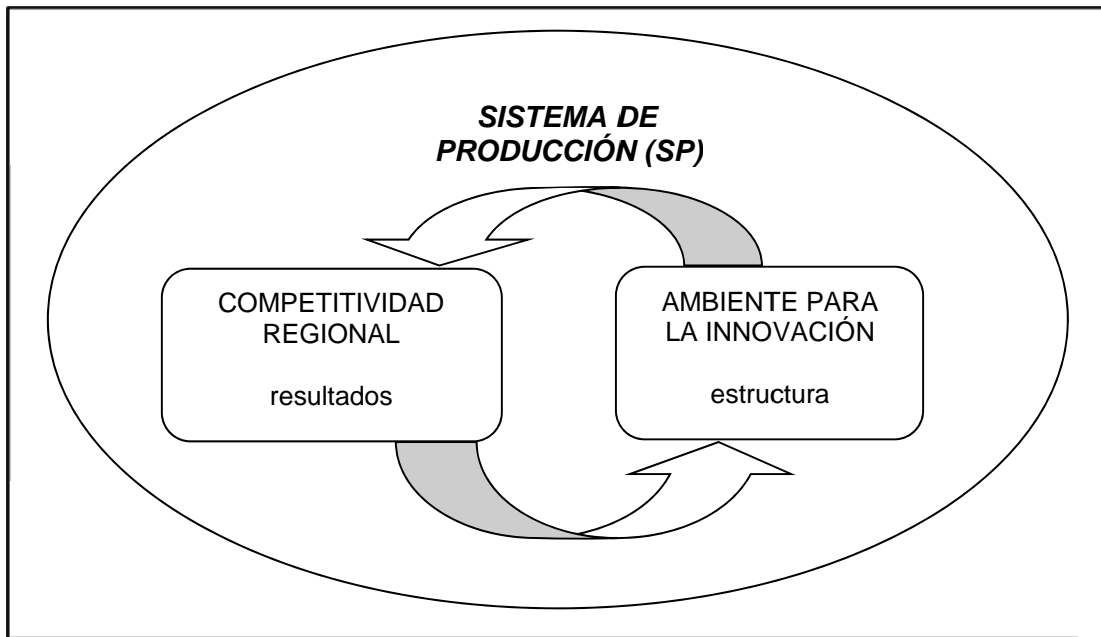 SISTEMA DE
PRODUCCIÓN (SP)
COMPETITIVIDAD
REGIONAL
resultados
AMBIENTE PARA
LA INNOVACIÓN
estructura